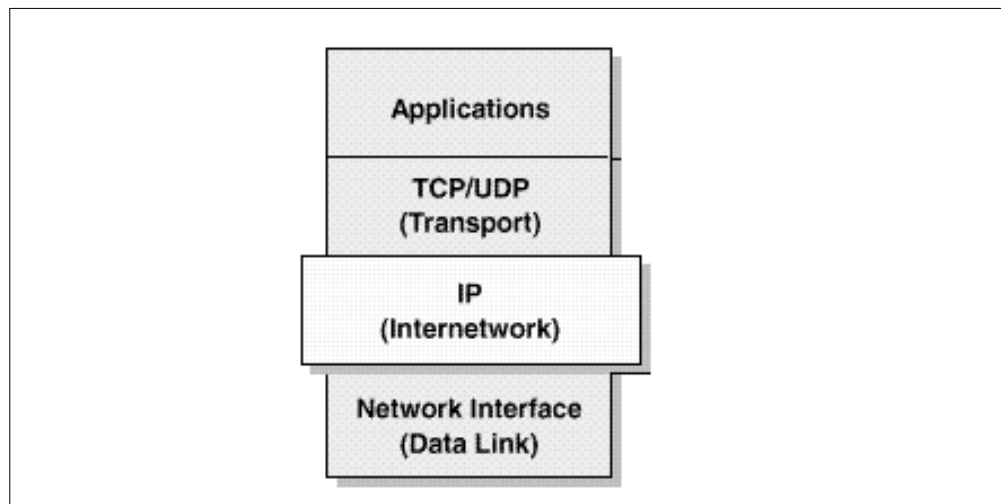 Applications
TCP/UDP
(Transport)
IP
(Internetwork)
Network Interface
(Data Link)